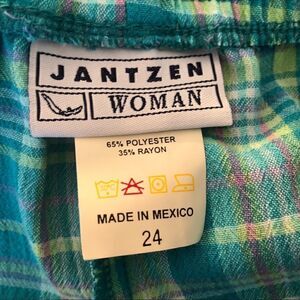 JANTZEN
WOMAN
65% POLYESTER
35% RAYON
MADE IN MEXICO
24